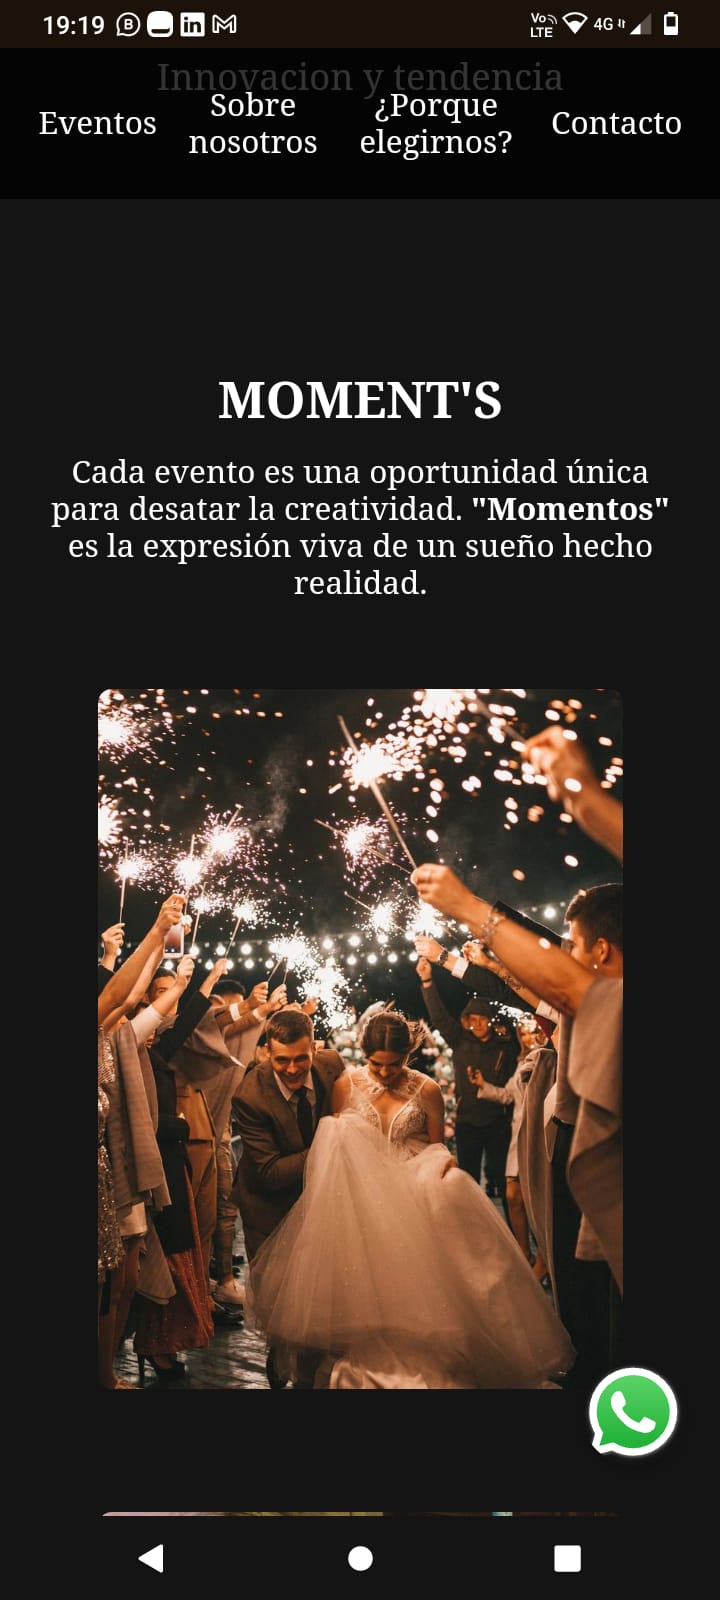 19:19
Vo
LTE
4G
Innovacion y tendencia
Eventos
Sobre
nosotros
¿Porque
elegirnos?
Contacto
MOMENT'S
Cada evento es una oportunidad única
para desatar la creatividad. "Momentos"
es la expresión viva de un sueño hecho
realidad.